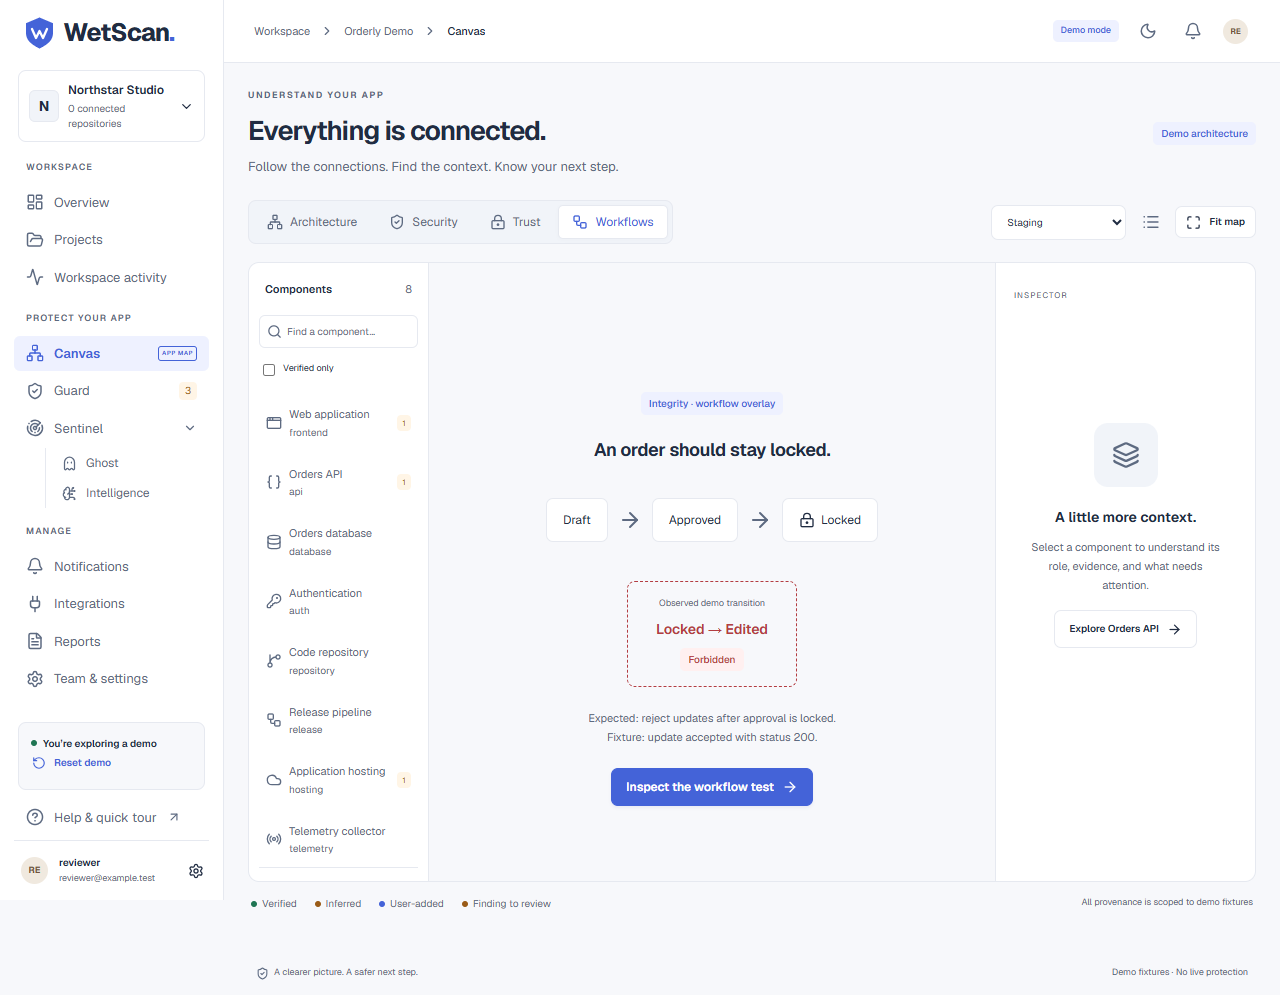 WetScan.
Workspace > Orderly Demo > Canvas
Demo mode
RE
N
Northstar Studio
0 connected
repositories
WORKSPACE
Overview
Projects
Workspace activity
PROTECT YOUR APP
Canvas
APP MAP
Guard
3
Sentinel
Ghost
Intelligence
MANAGE
Notifications
Integrations
Reports
Team & settings
You're exploring a demo
Reset demo
Help & quick tour
RE
reviewer
reviewer@example.test
UNDERSTAND YOUR APP
Everything is connected.
Follow the connections. Find the context. Know your next step.
Demo architecture
Architecture
Security
Trust
Workflows
Staging
Fit map
Components
8
Find a component...
Verified only
Web application
frontend
1
Orders API
api
1
Orders database
database
Authentication
auth
Code repository
repository
Release pipeline
release
Application hosting
hosting
1
Telemetry collector
telemetry
Integrity · workflow overlay
An order should stay locked.
Draft → Approved → Locked
Observed demo transition
Locked → Edited
Forbidden
Expected: reject updates after approval is locked.
Fixture: update accepted with status 200.
Inspect the workflow test →
INSPECTOR
A little more context.
Select a component to understand its
role, evidence, and what needs
attention.
Explore Orders API →
Verified
Inferred
User-added
Finding to review
All provenance is scoped to demo fixtures
A clearer picture. A safer next step.
Demo fixtures · No live protection